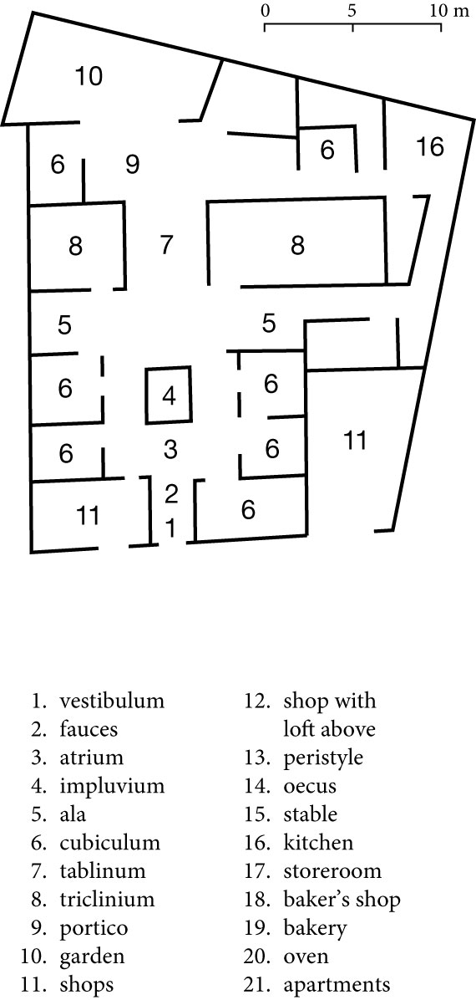 0 5 10 m
10
6 9 6 16
8 7 8
5 5
6 4 6
6 3 6 11
2
11 1 6
1. vestibulum
2. fauces
3. atrium
4. impluvium
5. ala
6. cubiculum
7. tablinum
8. triclinium
9. portico
10. garden
11. shops
12. shop with
loft above
13. peristyle
14. oecus
15. stable
16. kitchen
17. storeroom
18. baker’s shop
19. bakery
20. oven
21. apartments